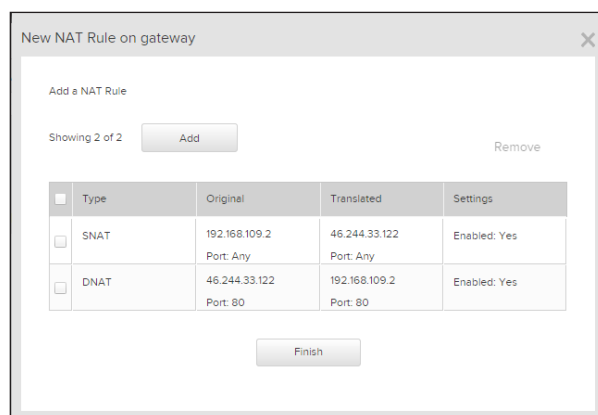 New NAT Rule on gateway
Add a NAT Rule
Showing 2 of 2 Add Remove
Type Original Translated Settings
SNAT 192.168.109.2 46.244.33.122 Enabled: Yes
Port: Any Port: Any
DNAT 46.244.33.122 192.168.109.2 Enabled: Yes
Port: 80 Port: 80
Finish